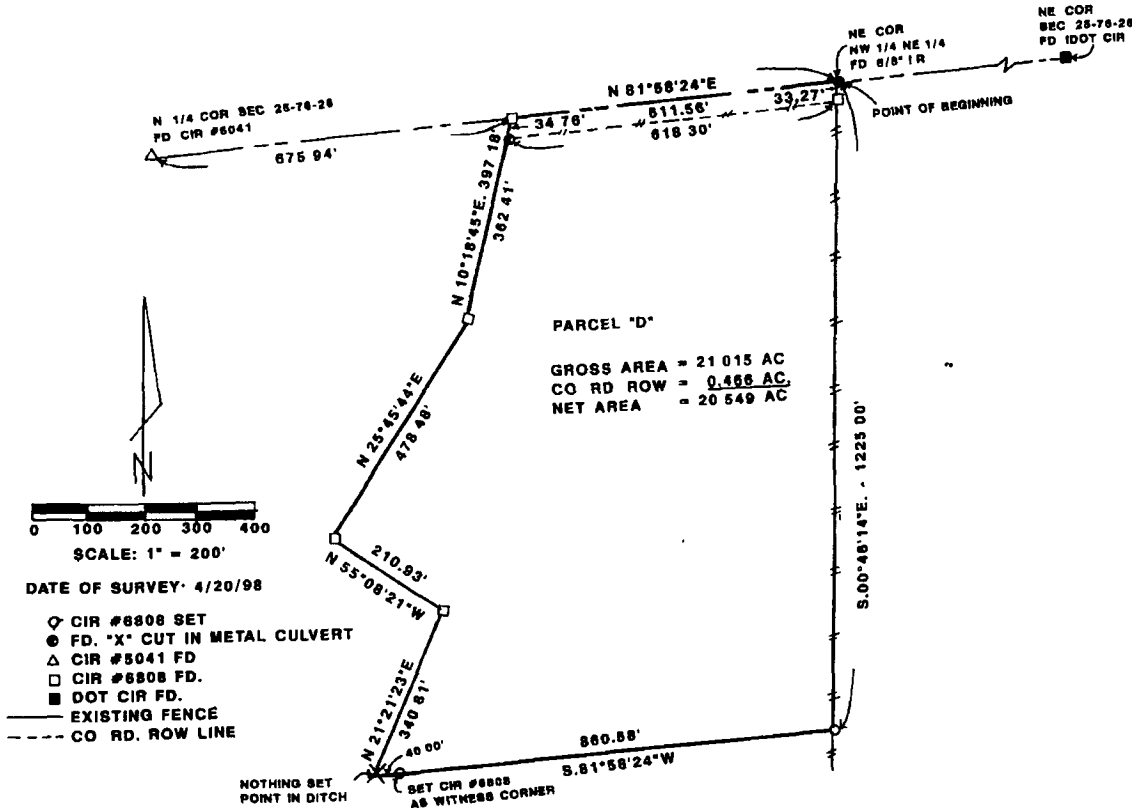 NE COR
SEC 25-76-26
FD IDOT CIR
NE COR
NW 1/4 NE 1/4
FD 5/8" IR
N 81°58'24"E
611.56'
33.27'
34 76'
618 30'
POINT OF BEGINNING
N 1/4 COR SEC 25-76-26
FD CIR #5041
675 94'
N 10°18'45"E. 397 18'
362 41'
PARCEL "D"
GROSS AREA = 21 015 AC
CO RD ROW = 0.466 AC.
NET AREA = 20 549 AC
N 25°45'44"E
478 48'
S.00°46'14"E. - 1225 00'
N
0 100 200 300 400
SCALE: 1" = 200'
DATE OF SURVEY· 4/20/98
210.93'
N 55°08'21"W
CIR #6808 SET
FD. "X" CUT IN METAL CULVERT
CIR #5041 FD
CIR #6808 FD.
DOT CIR FD.
EXISTING FENCE
CO RD. ROW LINE
N 21°21'23"E
340 81'
40 00'
860.58'
S.81°58'24"W
NOTHING SET
POINT IN DITCH
SET CIR #6808
AS WITNESS CORNER